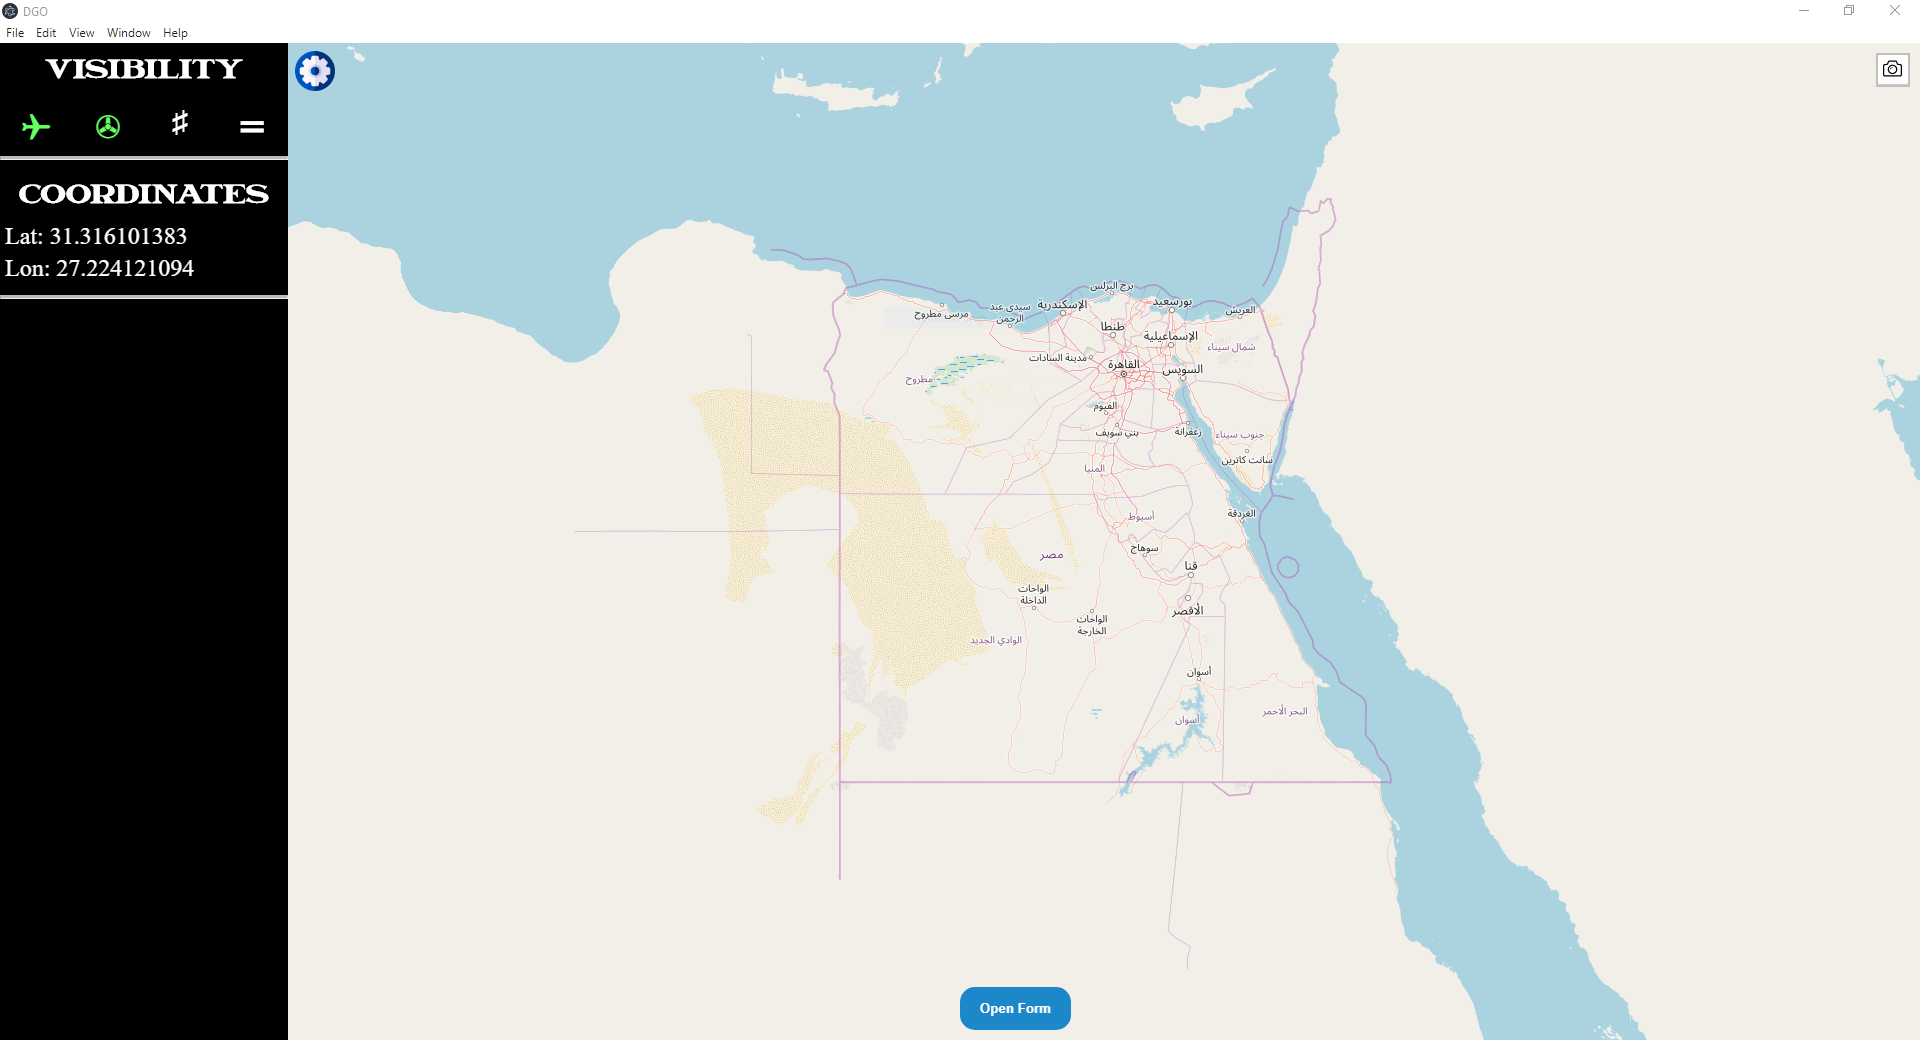 DGO
File Edit View Window Help
VISIBILITY
COORDINATES
Lat: 31.316101383
Lon: 27.224121094
برج البرلس
بورسعيد
الإسكندرية
سيدي عبد
الرحمن
مرسى مطروح
العريش
طنطا
الإسماعيلية
شمال سيناء
مدينة السادات
القاهرة
السويس
مطروح
الفيوم
بني سويف
زعفرانة
جنوب سيناء
سانت كاترين
المنيا
الغردقة
أسيوط
سوهاج
مصر
قنا
الواحات
الداخلة
الأقصر
الواحات
الخارجة
الوادي الجديد
أسوان
البحر الأحمر
أسوان
Open Form